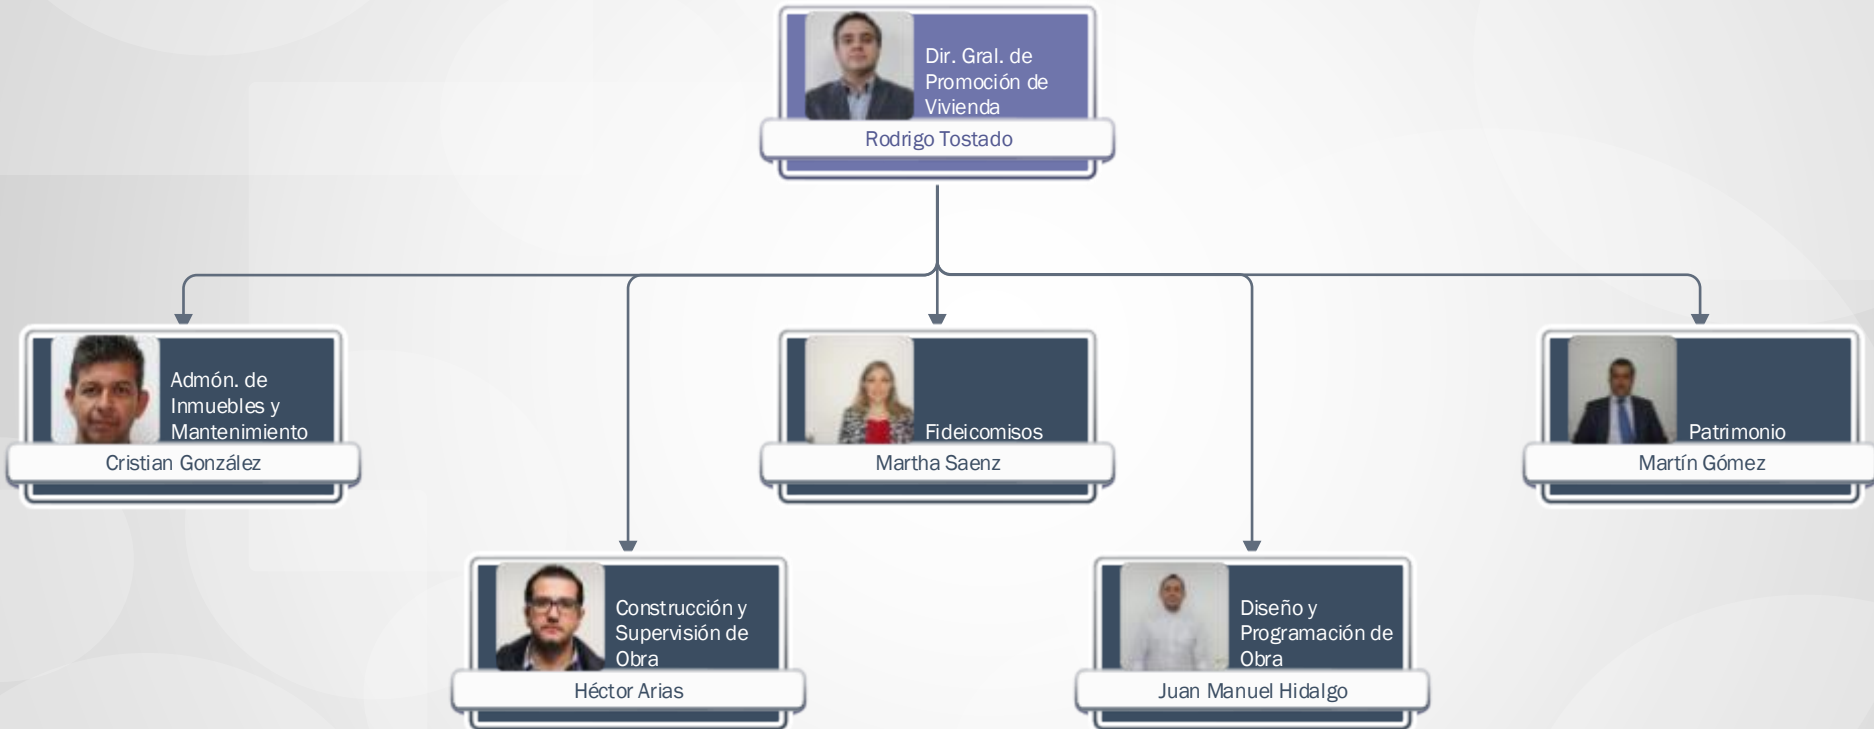 Dir. Gral. de
Promoción de
Vivienda
Rodrigo Tostado
Admón. de
Inmuebles y
Mantenimiento
Cristian González
Fideicomisos
Martha Saenz
Patrimonio
Martín Gómez
Construcción y
Supervisión de
Obra
Héctor Arias
Diseño y
Programación de
Obra
Juan Manuel Hidalgo